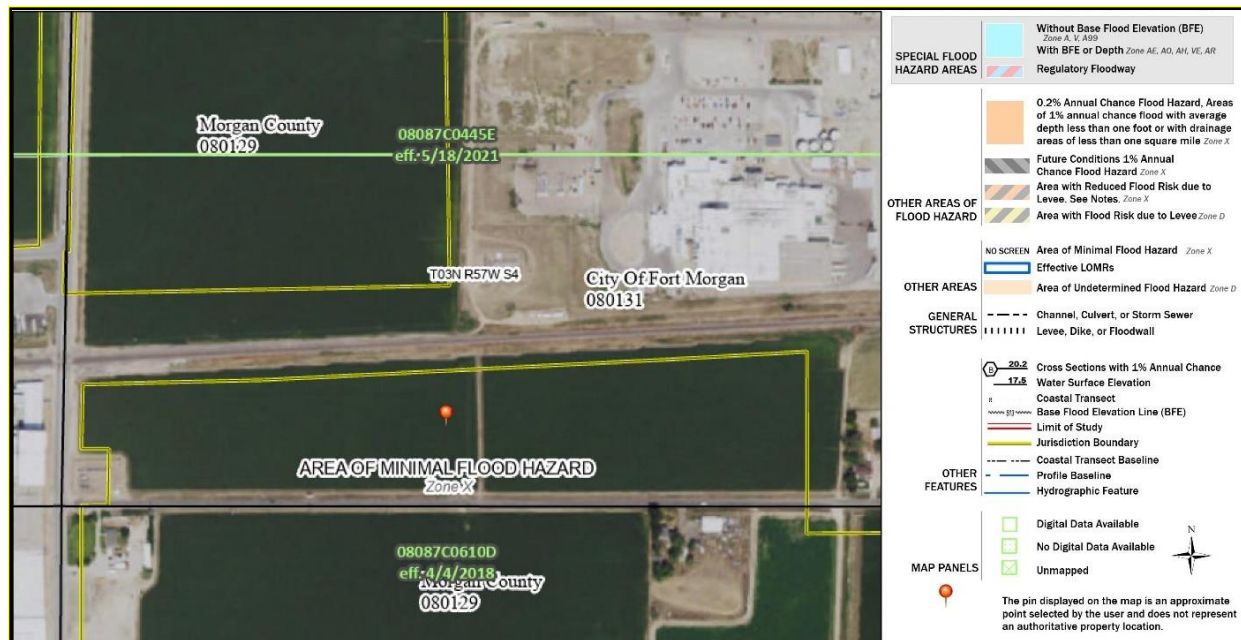 Morgan County
080129
08087C0445E
eff. 5/18/2021
T03N R57W S4
City Of Fort Morgan
080131
AREA OF MINIMAL FLOOD HAZARD
Zone X
08087C0610D
eff. 4/4/2018
Morgan County
080129
SPECIAL FLOOD
HAZARD AREAS
Without Base Flood Elevation (BFE)
Zone A, V, A99
With BFE or Depth Zone AE, AO, AH, VE, AR
Regulatory Floodway
OTHER AREAS OF
FLOOD HAZARD
0.2% Annual Chance Flood Hazard, Areas
of 1% annual chance flood with average
depth less than one foot or with drainage
areas of less than one square mile Zone X
Future Conditions 1% Annual
Chance Flood Hazard Zone X
Area with Reduced Flood Risk due to
Levee. See Notes. Zone X
Area with Flood Risk due to Levee Zone D
OTHER AREAS
NO SCREEN Area of Minimal Flood Hazard Zone X
Effective LOMRs
Area of Undetermined Flood Hazard Zone D
GENERAL
STRUCTURES
Channel, Culvert, or Storm Sewer
Levee, Dike, or Floodwall
OTHER
FEATURES
B 20.2 Cross Sections with 1% Annual Chance
17.5 Water Surface Elevation
Coastal Transect
Base Flood Elevation Line (BFE)
Limit of Study
Jurisdiction Boundary
Coastal Transect Baseline
Profile Baseline
Hydrographic Feature
MAP PANELS
Digital Data Available
No Digital Data Available
Unmapped
N
The pin displayed on the map is an approximate
point selected by the user and does not represent
an authoritative property location.